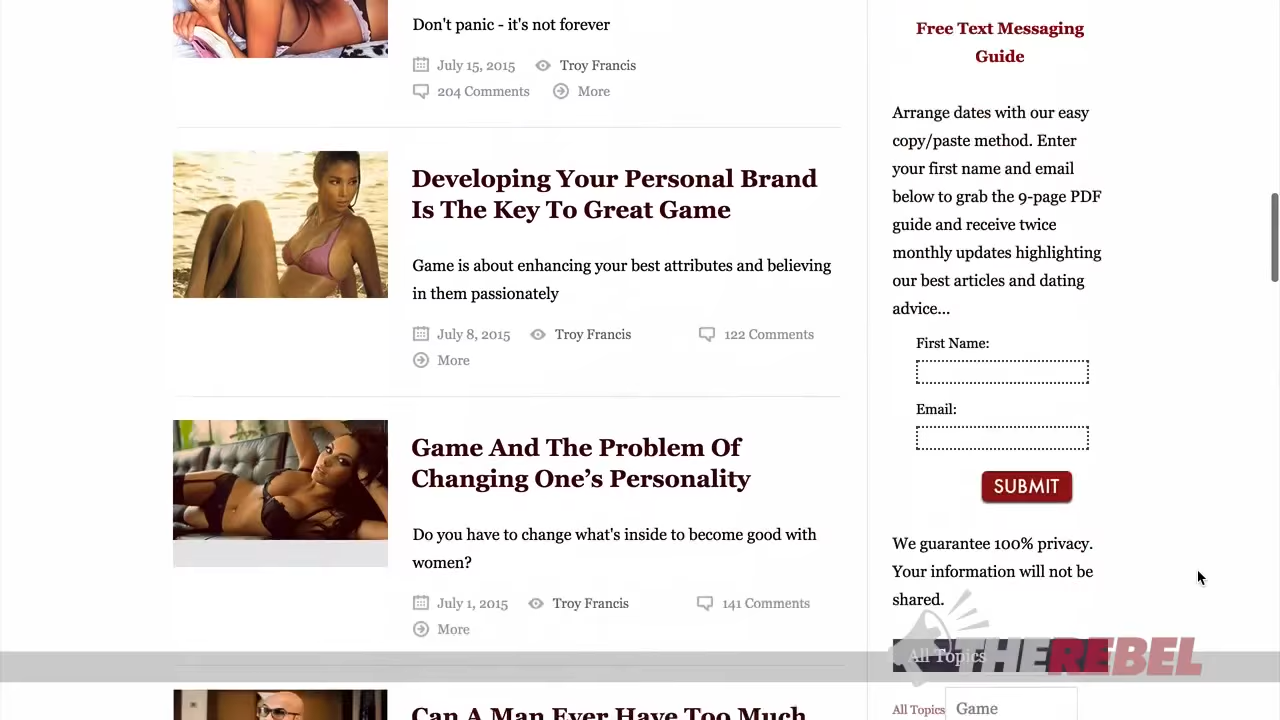 Don't panic - it's not forever
July 15, 2015 Troy Francis
204 Comments More
Developing Your Personal Brand
Is The Key To Great Game
Game is about enhancing your best attributes and believing
in them passionately
July 8, 2015 Troy Francis 122 Comments
More
Game And The Problem Of
Changing One’s Personality
Do you have to change what's inside to become good with
women?
July 1, 2015 Troy Francis 141 Comments
More
Can A Man Ever Have Too Much
Free Text Messaging
Guide
Arrange dates with our easy
copy/paste method. Enter
your first name and email
below to grab the 9-page PDF
guide and receive twice
monthly updates highlighting
our best articles and dating
advice...
First Name:
Email:
SUBMIT
We guarantee 100% privacy.
Your information will not be
shared.
All Topics
THEREBEL
All Topics Game